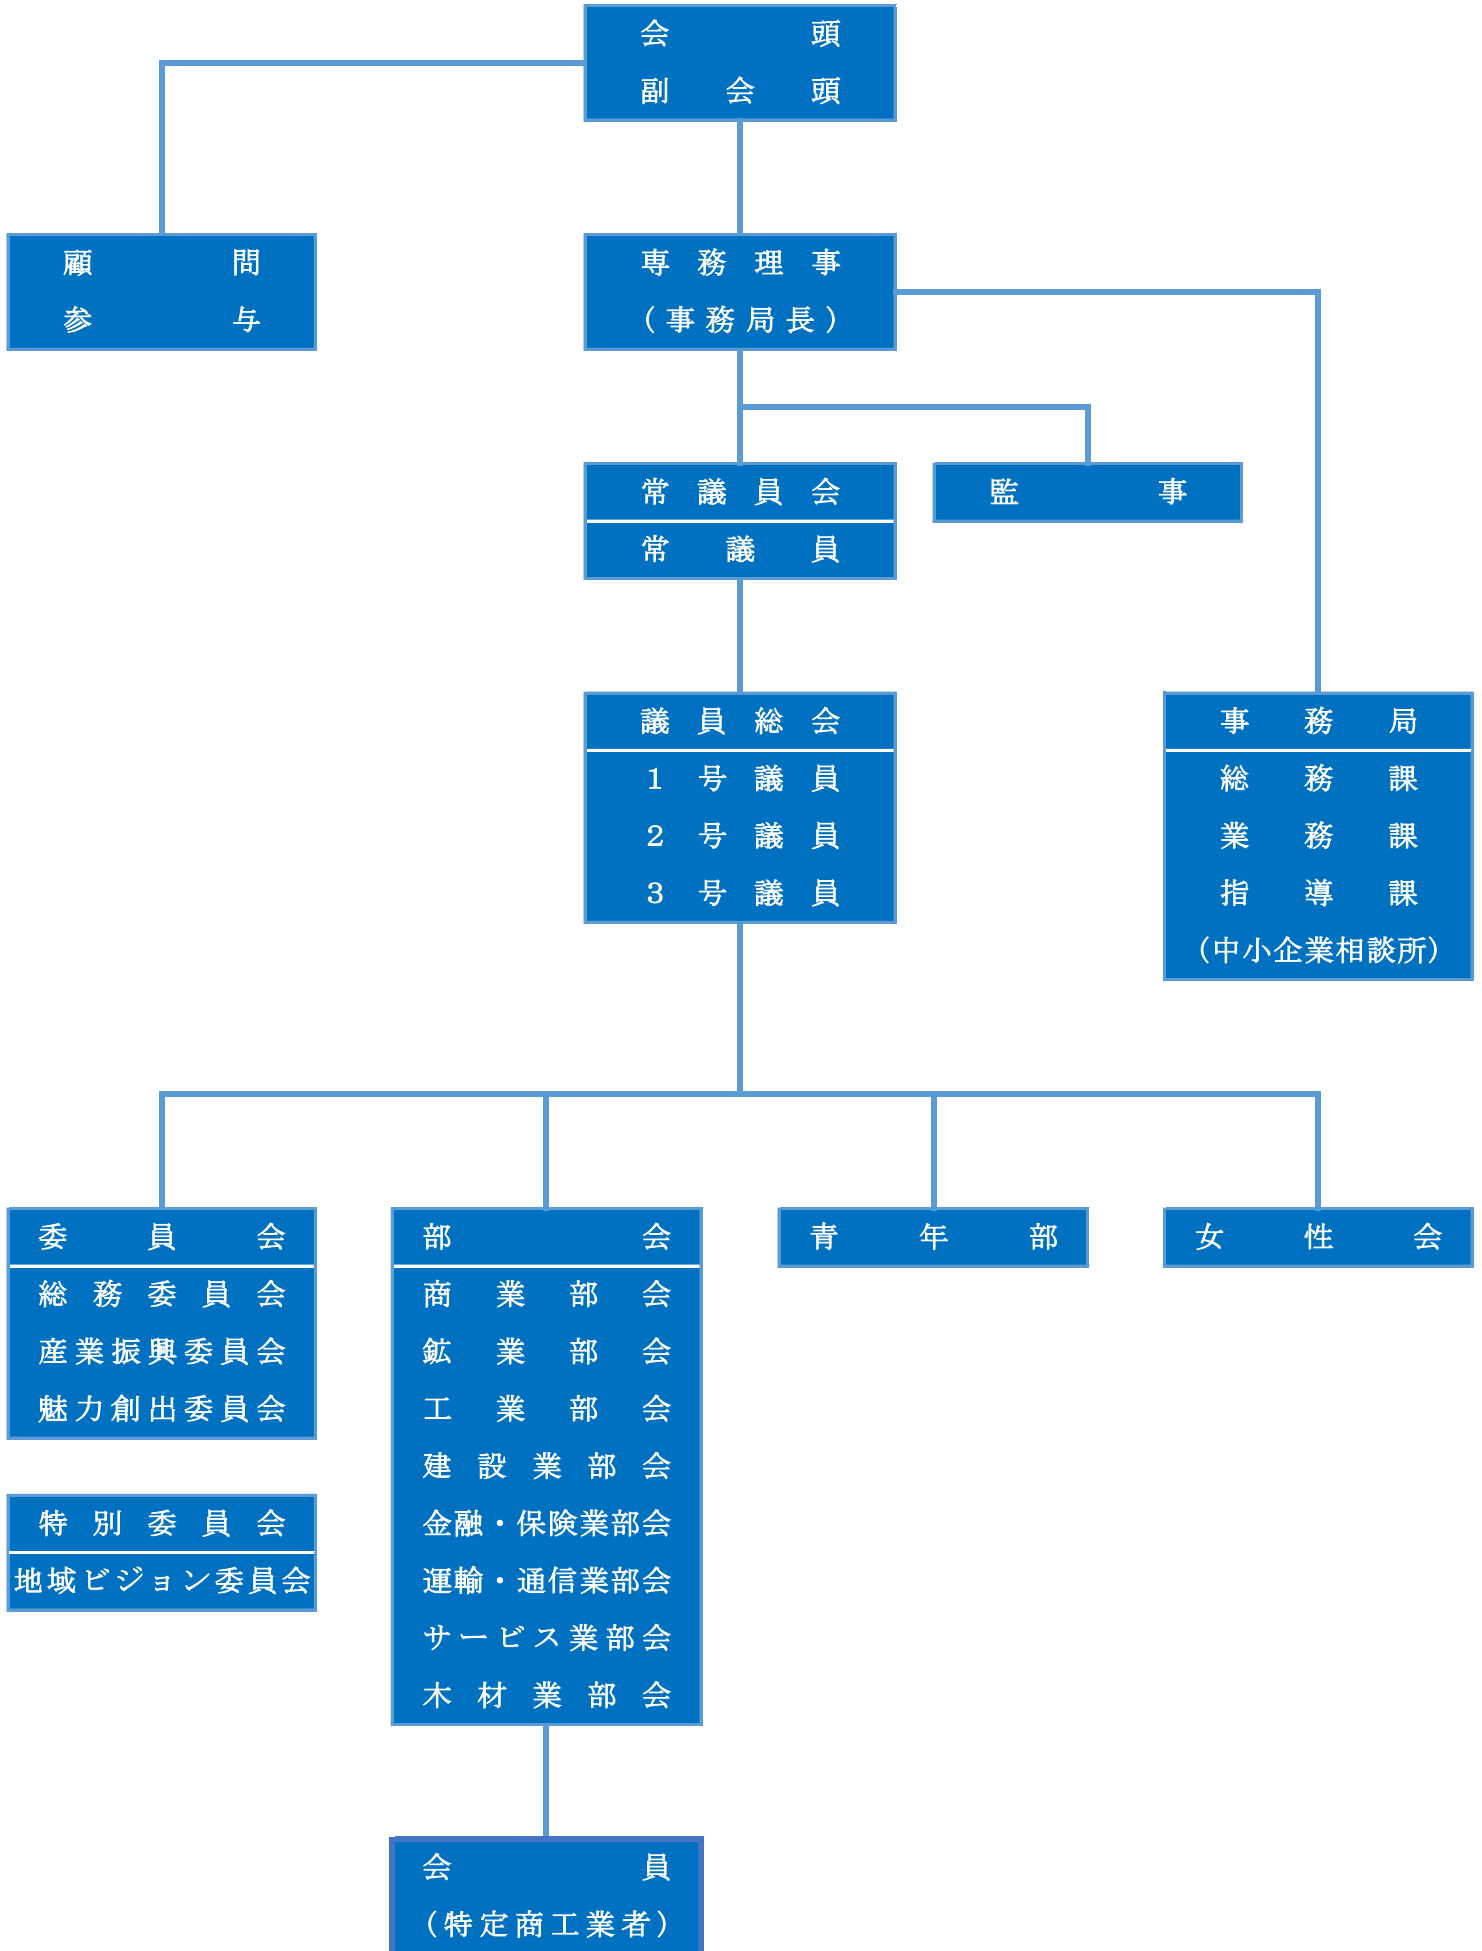 会頭
副会頭
顧問
参与
専務理事
(事務局長)
常議員会
常議員
監事
議員総会
1号議員
2号議員
3号議員
事務局
総務課
業務課
指導課
(中小企業相談所)
委員会
総務委員会
産業振興委員会
魅力創出委員会
特別委員会
地域ビジョン委員会
部会
商業部会
鉱業部会
工業部会
建設業部会
金融・保険業部会
運輸・通信業部会
サービス業部会
木材業部会
青年部
女性会
会員
(特定商工業者)